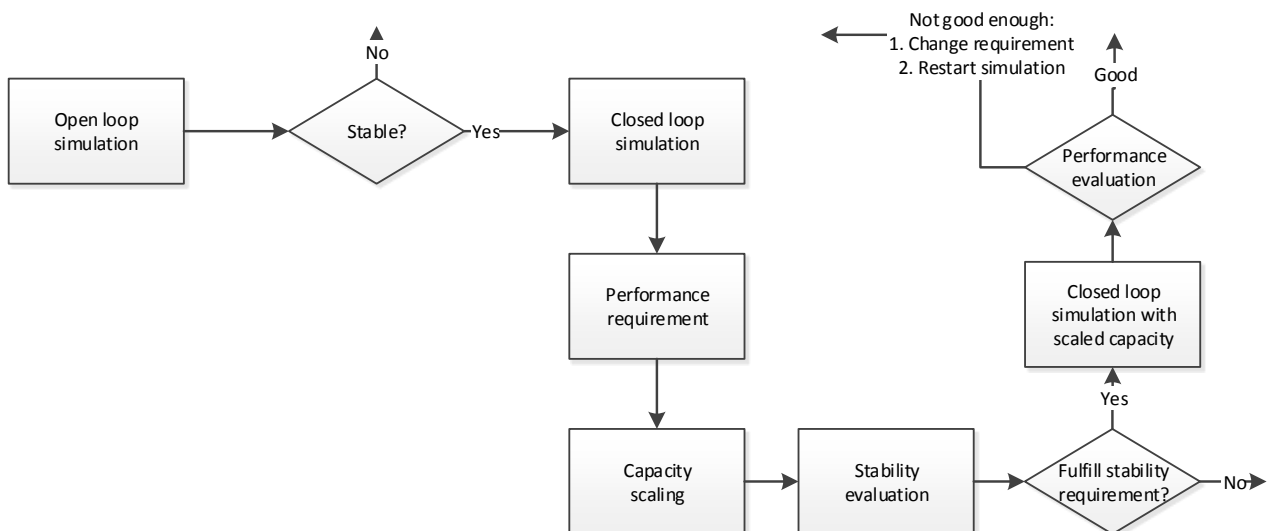 Open loop
simulation
Stable?
No
Yes
Closed loop
simulation
Performance
requirement
Capacity
scaling
Stability
evaluation
Fulfill stability
requirement?
No
Yes
Closed loop
simulation with
scaled capacity
Performance
evaluation
Good
Not good enough:
1. Change requirement
2. Restart simulation